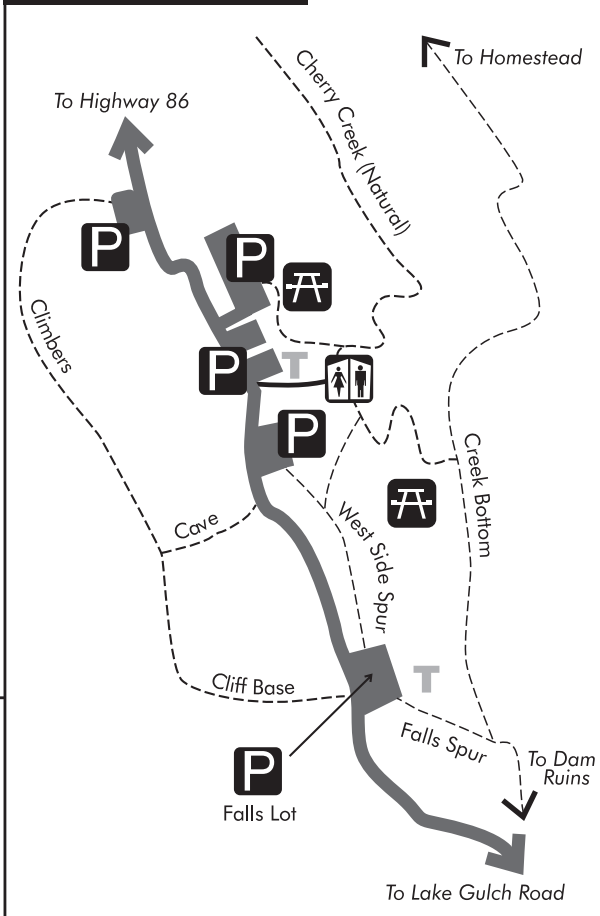 To Homestead
Cherry Creek (Natural)
To Highway 86
P
P
Climbers
P
T
P
Creek Bottom
Cave
West Side Spur
T
Cliff Base
Falls Spur
P
Falls Lot
To Dam
Ruins
To Lake Gulch Road